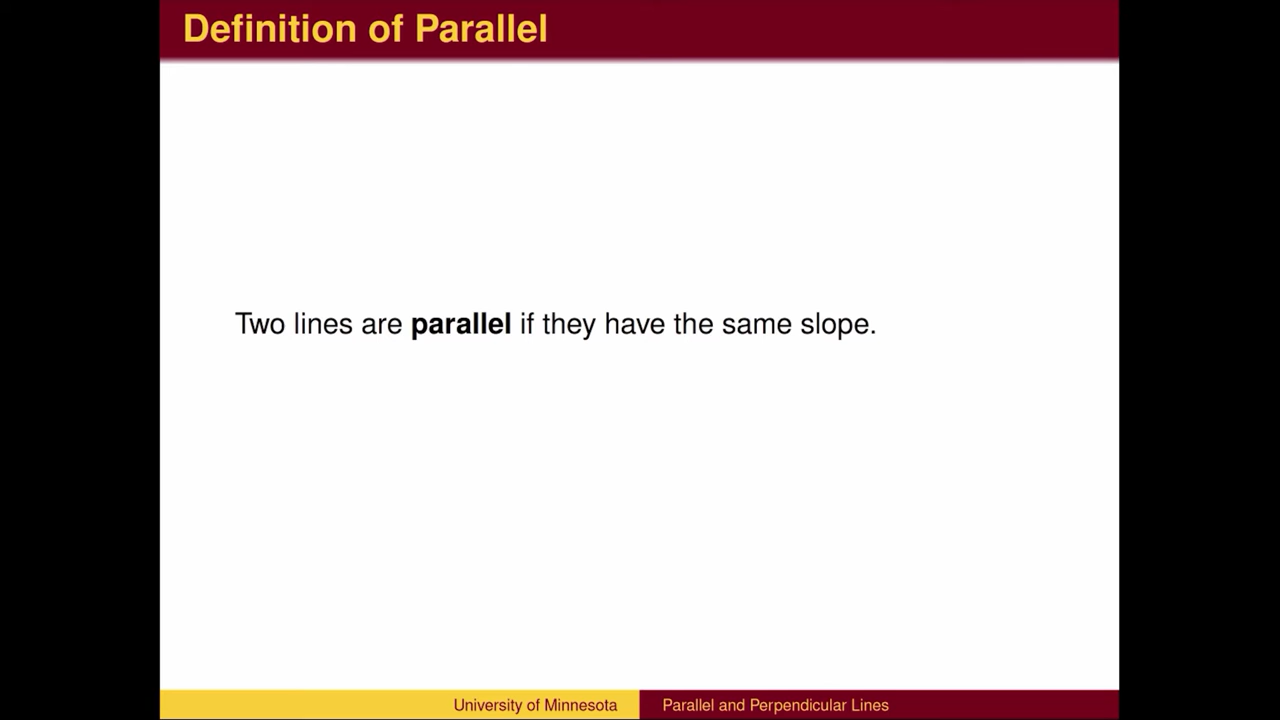 Definition of Parallel
Two lines are parallel if they have the same slope.
University of Minnesota
Parallel and Perpendicular Lines